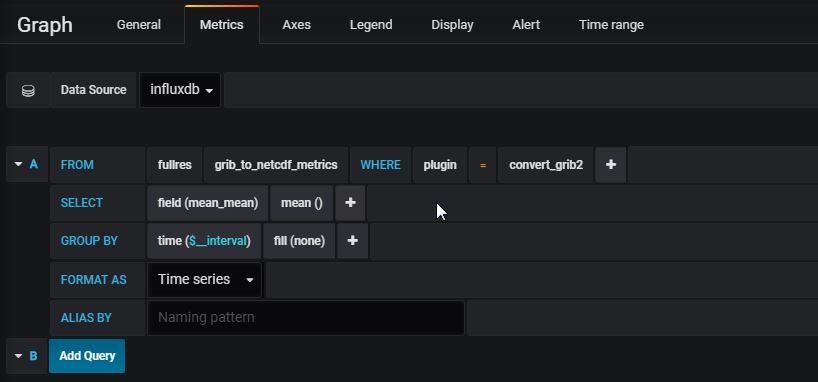 Graph General Metrics Axes Legend Display Alert Time range
Data Source influxdb
A FROM fullres grib_to_netcdf_metrics WHERE plugin = convert_grib2 +
SELECT field (mean_mean) mean () +
GROUP BY time ($__interval) fill (none) +
FORMAT AS Time series
ALIAS BY Naming pattern
B Add Query